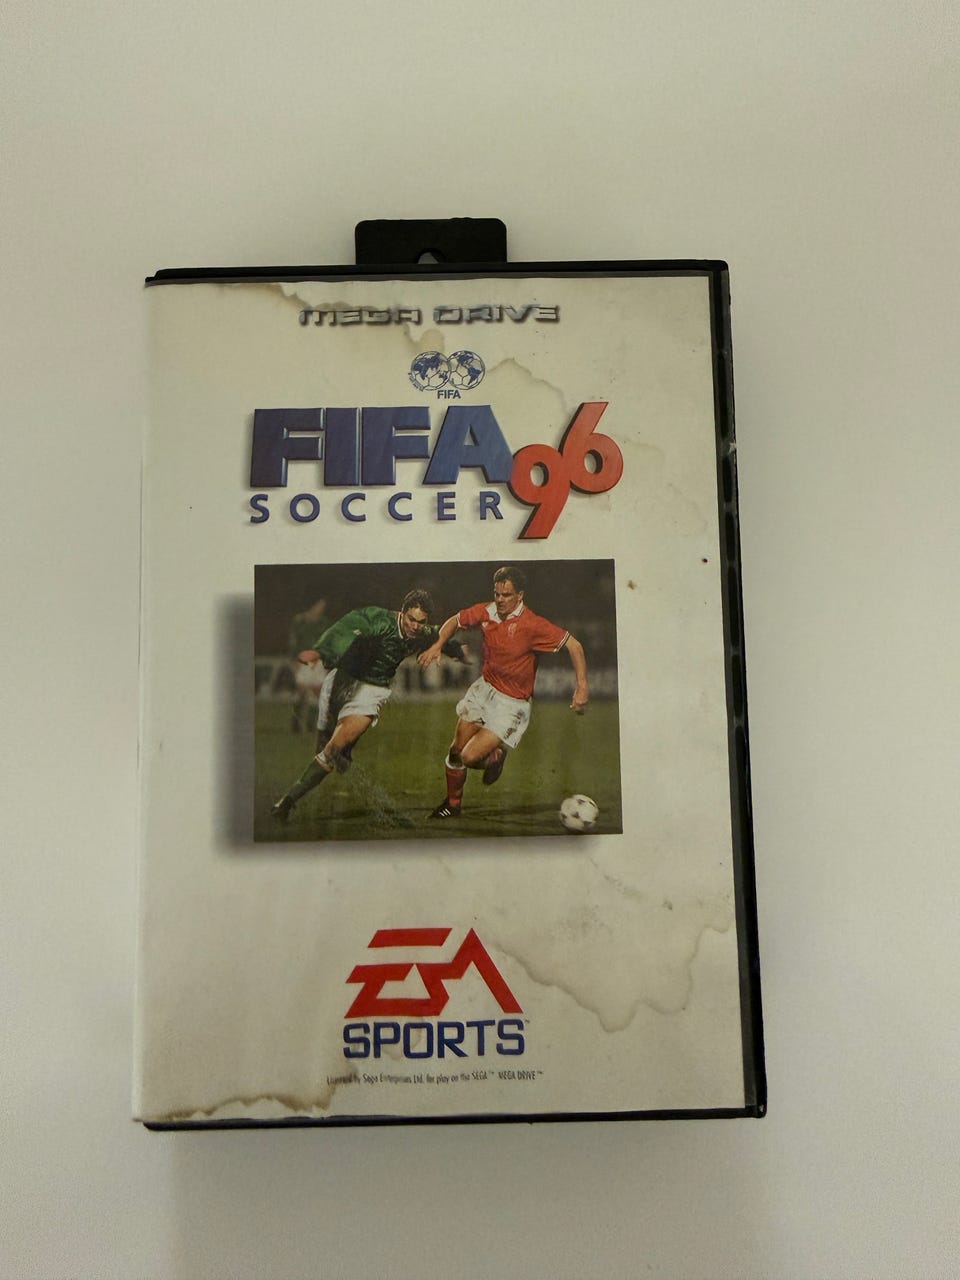 MEGA DRIVE
FIFA
FIFA 96
SOCCER
EA
SPORTS™
Licensed by Sega Enterprises Ltd. for play on the SEGA™ MEGA DRIVE™